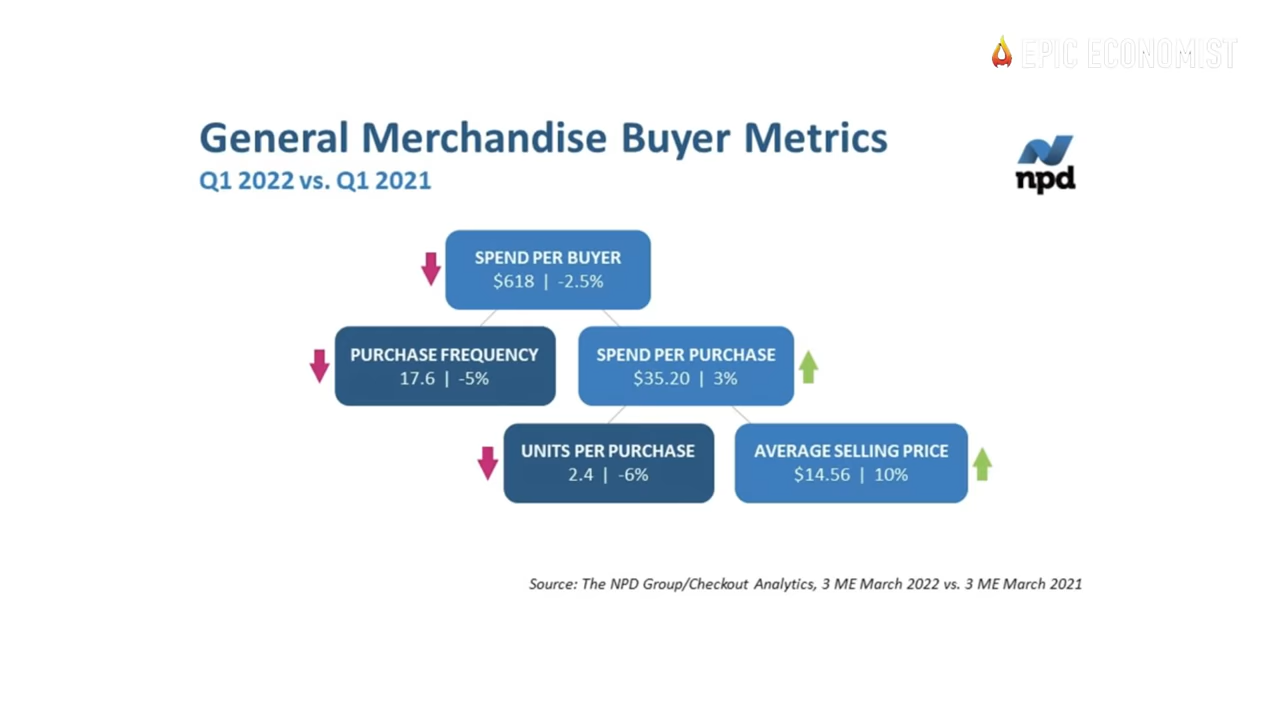 EPIC ECONOMIST
General Merchandise Buyer Metrics
Q1 2022 vs. Q1 2021
npd
SPEND PER BUYER
$618 | -2.5%
PURCHASE FREQUENCY
17.6 | -5%
SPEND PER PURCHASE
$35.20 | 3%
UNITS PER PURCHASE
2.4 | -6%
AVERAGE SELLING PRICE
$14.56 | 10%
Source: The NPD Group/Checkout Analytics, 3 ME March 2022 vs. 3 ME March 2021